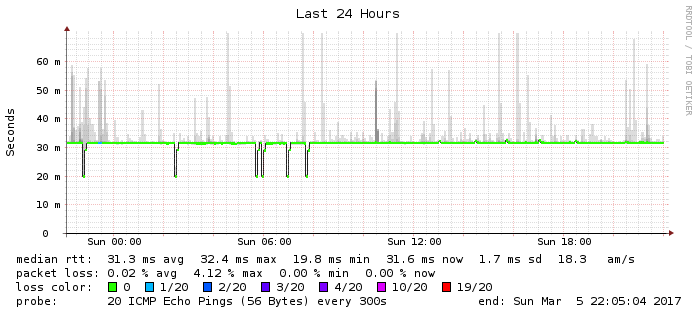 Last 24 Hours
RRDTOOL / TOBI OETIKER
Seconds
60 m
50 m
40 m
30 m
20 m
10 m
0
Sun 00:00 Sun 06:00 Sun 12:00 Sun 18:00
median rtt: 31.3 ms avg 32.4 ms max 19.8 ms min 31.6 ms now 1.7 ms sd 18.3 am/s
packet loss: 0.02 % avg 4.12 % max 0.00 % min 0.00 % now
loss color: 0 1/20 2/20 3/20 4/20 10/20 19/20
probe: 20 ICMP Echo Pings (56 Bytes) every 300s end: Sun Mar 5 22:05:04 2017